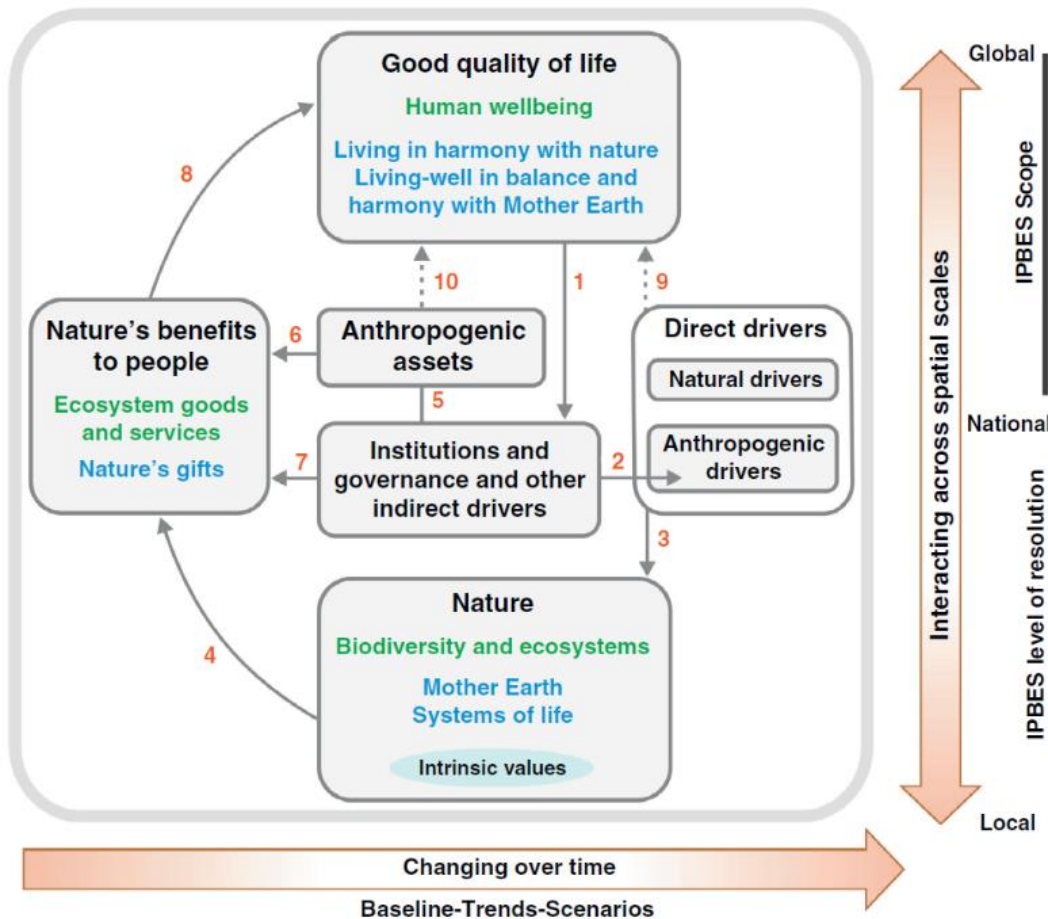 Good quality of life
Human wellbeing
Living in harmony with nature
Living-well in balance and
harmony with Mother Earth
8
10
1
9
Nature's benefits
to people
Ecosystem goods
and services
Nature's gifts
6
Anthropogenic
assets
5
7
Institutions and
governance and other
indirect drivers
2
Direct drivers
Natural drivers
Anthropogenic
drivers
3
4
Nature
Biodiversity and ecosystems
Mother Earth
Systems of life
Intrinsic values
Interacting across spatial scales
Global
IPBES Scope
National
IPBES level of resolution
Local
Changing over time
Baseline-Trends-Scenarios